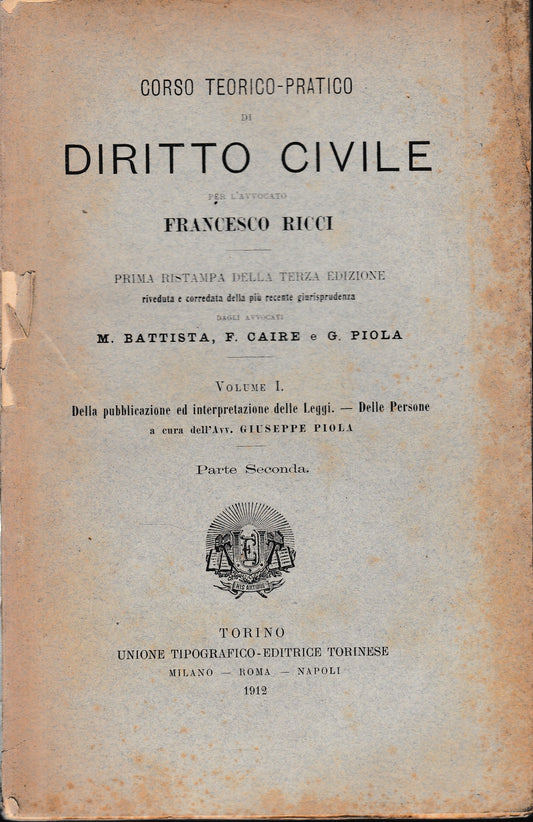 CORSO TEORICO-PRATICO
DI
DIRITTO CIVILE
PER L'AVVOCATO
FRANCESCO RICCI
PRIMA RISTAMPA DELLA TERZA EDIZIONE
riveduta e corredata della più recente giurisprudenza
DAGLI AVVOCATI
M. BATTISTA, F. CAIRE e G. PIOLA
VOLUME I.
Della pubblicazione ed interpretazione delle Leggi. — Delle Persone
a cura dell'Avv. GIUSEPPE PIOLA
Parte Seconda.
TORINO
UNIONE TIPOGRAFICO-EDITRICE TORINESE
MILANO — ROMA — NAPOLI
1912